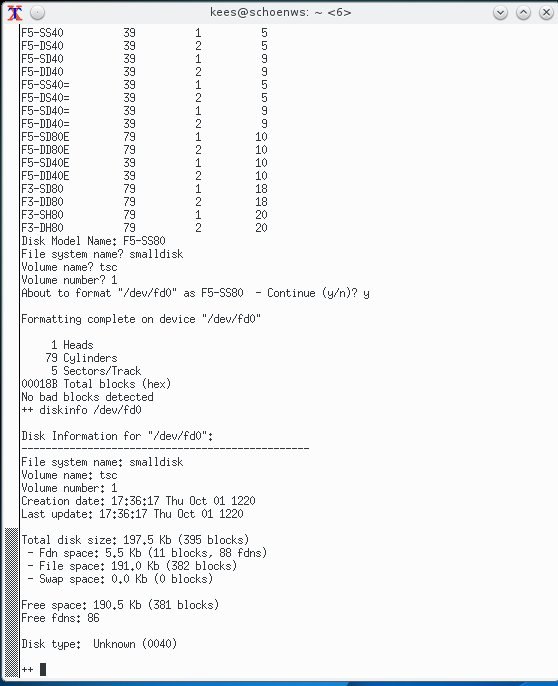 kees@schoenws: ~ <6>
F5-SS40 39 1 5
F5-DS40 39 2 5
F5-SD40 39 1 9
F5-DD40 39 2 9
F5-SS40= 39 1 5
F5-DS40= 39 2 5
F5-SD40= 39 1 9
F5-DD40= 39 2 9
F5-SD80E 79 1 10
F5-DD80E 79 2 10
F5-SD40E 39 1 10
F5-DD40E 39 2 10
F3-SD80 79 1 18
F3-DD80 79 2 18
F3-SH80 79 1 20
F3-DH80 79 2 20
Disk Model Name: F5-SS80
File system name? smalldisk
Volume name? tsc
Volume number? 1
About to format "/dev/fd0" as F5-SS80 - Continue (y/n)? y
Formatting complete on device "/dev/fd0"
1 Heads
79 Cylinders
5 Sectors/Track
00018B Total blocks (hex)
No bad blocks detected
++ diskinfo /dev/fd0
Disk Information for "/dev/fd0":
------------------------------------------------
File system name: smalldisk
Volume name: tsc
Volume number: 1
Creation date: 17:36:17 Thu Oct 01 1220
Last update: 17:36:17 Thu Oct 01 1220
Total disk size: 197.5 Kb (395 blocks)
- Fdn space: 5.5 Kb (11 blocks, 88 fdns)
- File space: 191.0 Kb (382 blocks)
- Swap space: 0.0 Kb (0 blocks)
Free space: 190.5 Kb (381 blocks)
Free fdns: 86
Disk type: Unknown (0040)
++